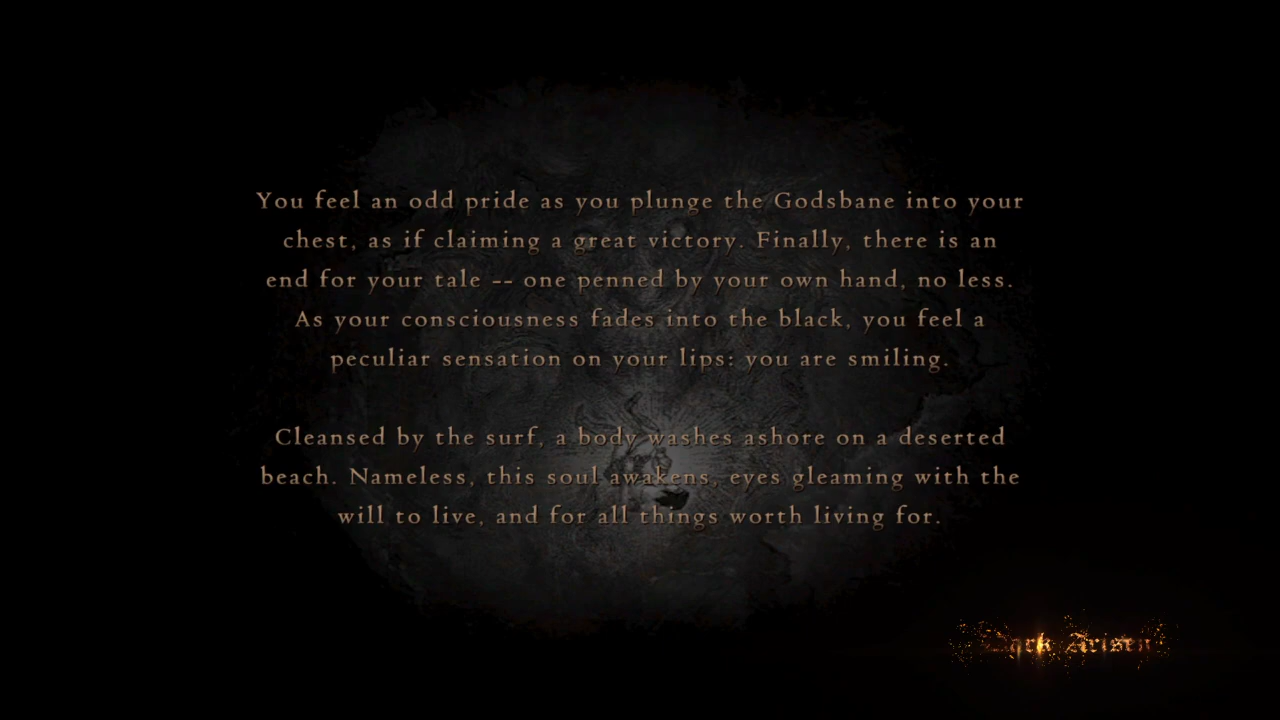 You feel an odd pride as you plunge the Godsbane into your
chest, as if claiming a great victory. Finally, there is an
end for your tale -- one penned by your own hand, no less.
As your consciousness fades into the black, you feel a
peculiar sensation on your lips: you are smiling.
Cleansed by the surf, a body washes ashore on a deserted
beach. Nameless, this soul awakens, eyes gleaming with the
will to live, and for all things worth living for.
Dark Arisen